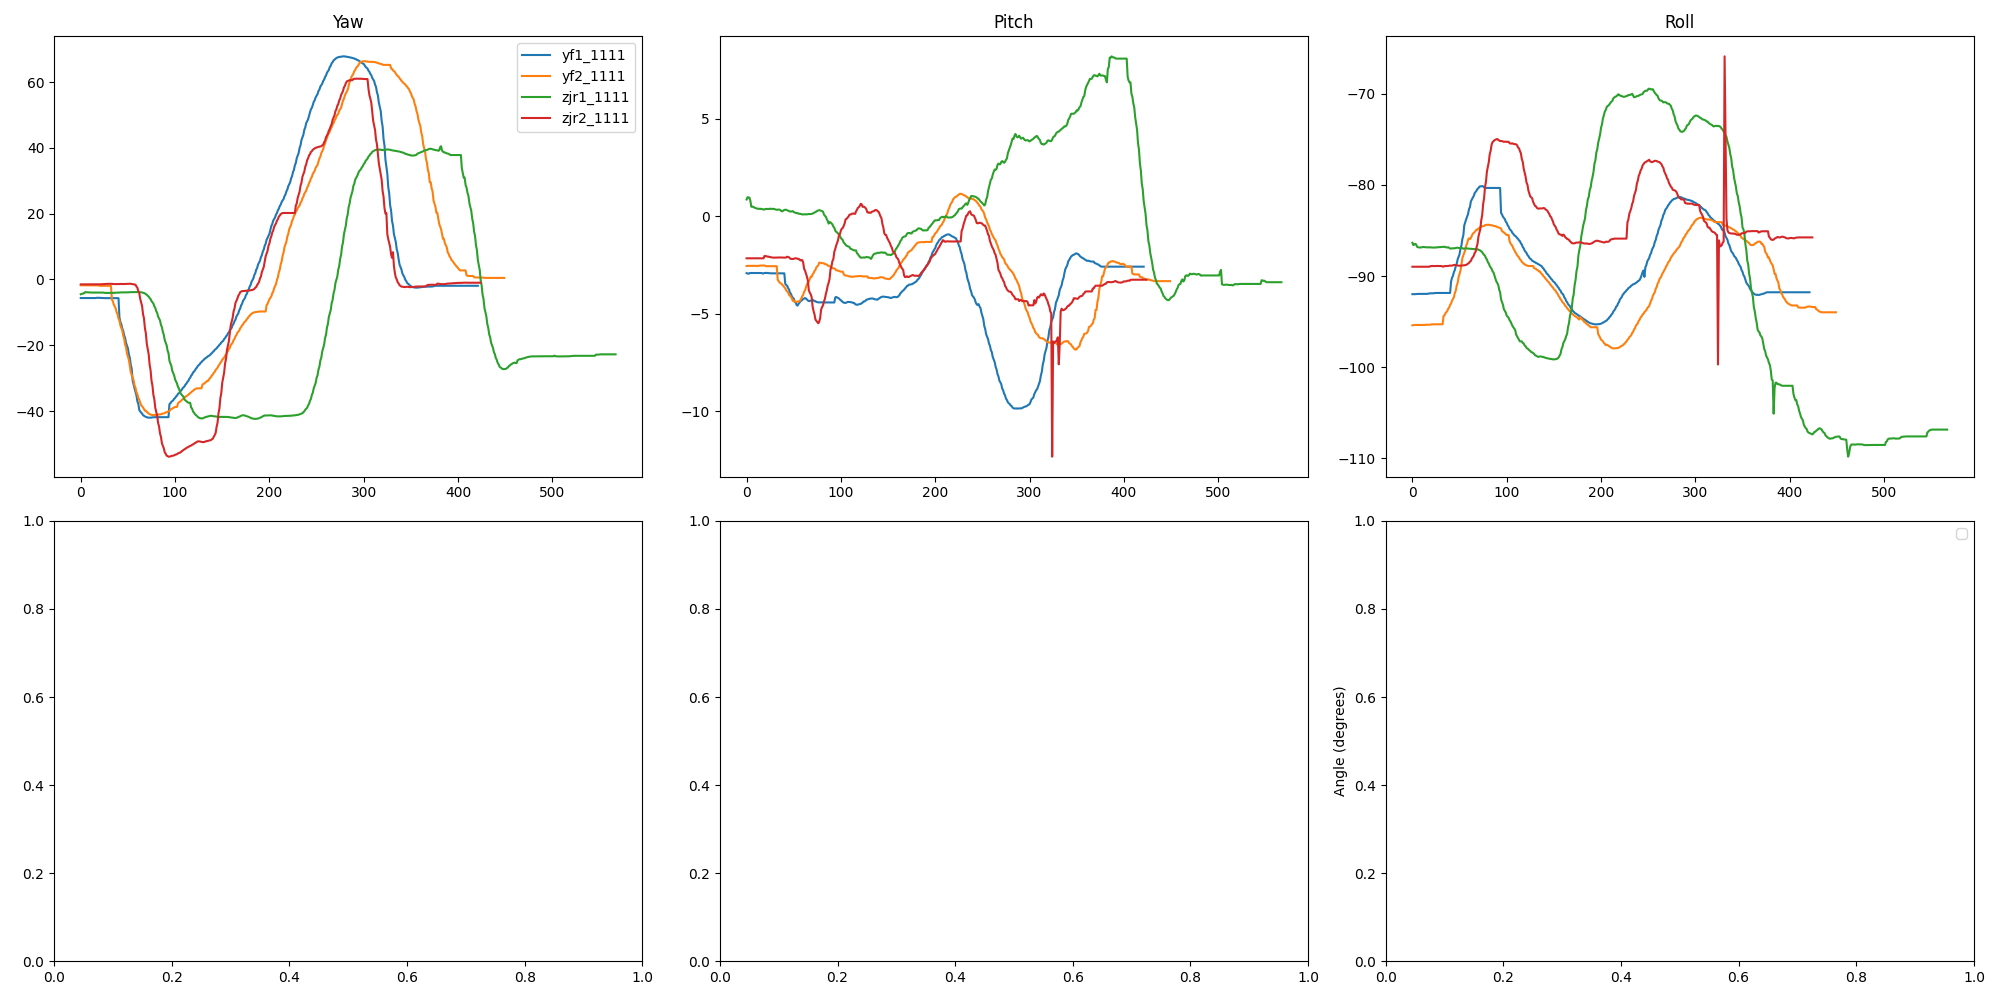 Yaw
60
40
20
0
−20
−40
0 100 200 300 400 500
yf1_1111
yf2_1111
zjr1_1111
zjr2_1111
Pitch
5
0
−5
−10
0 100 200 300 400 500
Roll
−70
−80
−90
−100
−110
0 100 200 300 400 500
1.0
0.8
0.6
0.4
0.2
0.0
0.0 0.2 0.4 0.6 0.8 1.0
1.0
0.8
0.6
0.4
0.2
0.0
0.0 0.2 0.4 0.6 0.8 1.0
Angle (degrees)
1.0
0.8
0.6
0.4
0.2
0.0
0.0 0.2 0.4 0.6 0.8 1.0